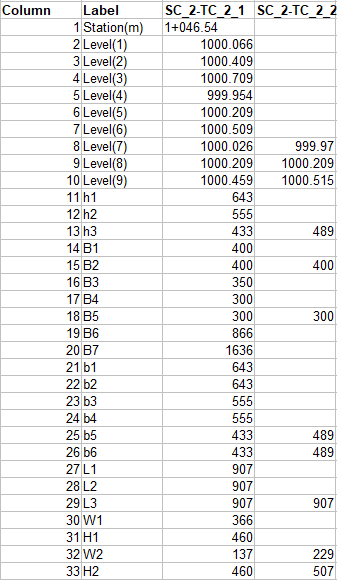 Column Label SC_2-TC_2_1 SC_2-TC_2_2
1 Station(m) 1+046.54
2 Level(1) 1000.066
3 Level(2) 1000.409
4 Level(3) 1000.709
5 Level(4) 999.954
6 Level(5) 1000.209
7 Level(6) 1000.509
8 Level(7) 1000.026 999.97
9 Level(8) 1000.209 1000.209
10 Level(9) 1000.459 1000.515
11 h1 643
12 h2 555
13 h3 433 489
14 B1 400
15 B2 400 400
16 B3 350
17 B4 300
18 B5 300 300
19 B6 866
20 B7 1636
21 b1 643
22 b2 643
23 b3 555
24 b4 555
25 b5 433 489
26 b6 433 489
27 L1 907
28 L2 907
29 L3 907 907
30 W1 366
31 H1 460
32 W2 137 229
33 H2 460 507